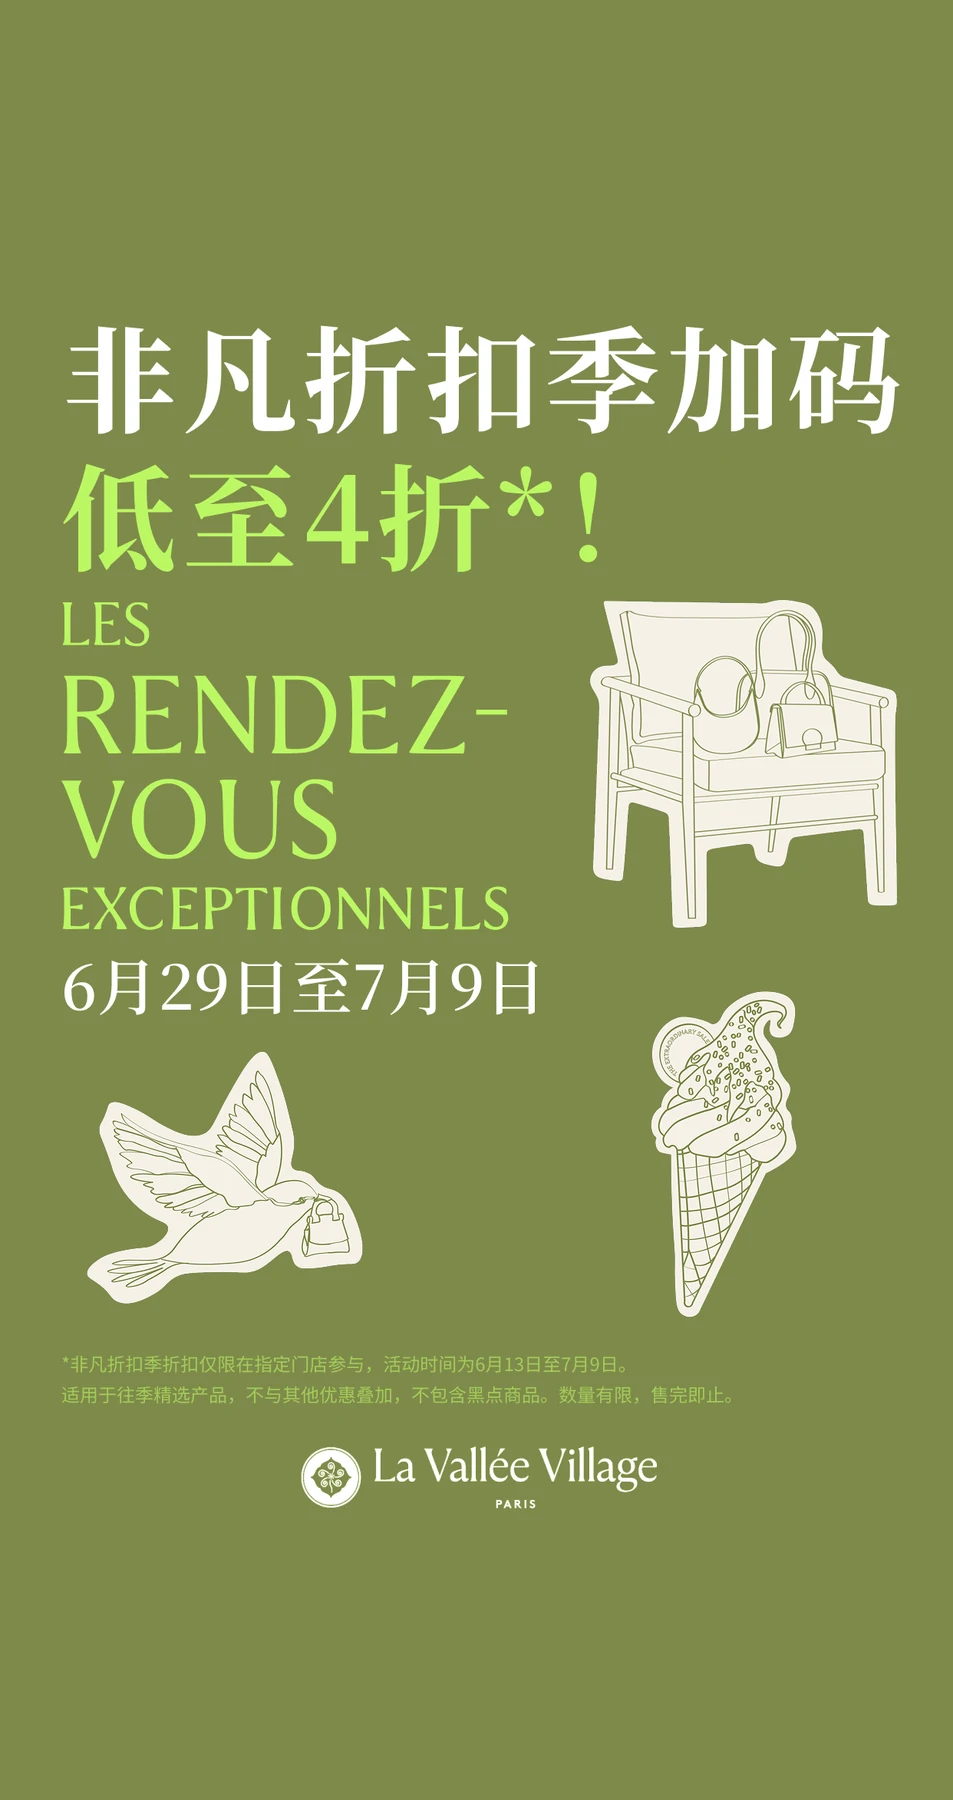 非凡折扣季加码
低至4折*！
LES
RENDEZ-
VOUS
EXCEPTIONNELS
6月29日至7月9日
THE EXTRAORDINARY SALE
*非凡折扣季折扣仅限在指定门店参与，活动时间为6月13日至7月9日。
适用于往季精选产品，不与其他优惠叠加，不包含黑点商品。数量有限，售完即止。
La Vallée Village
PARIS